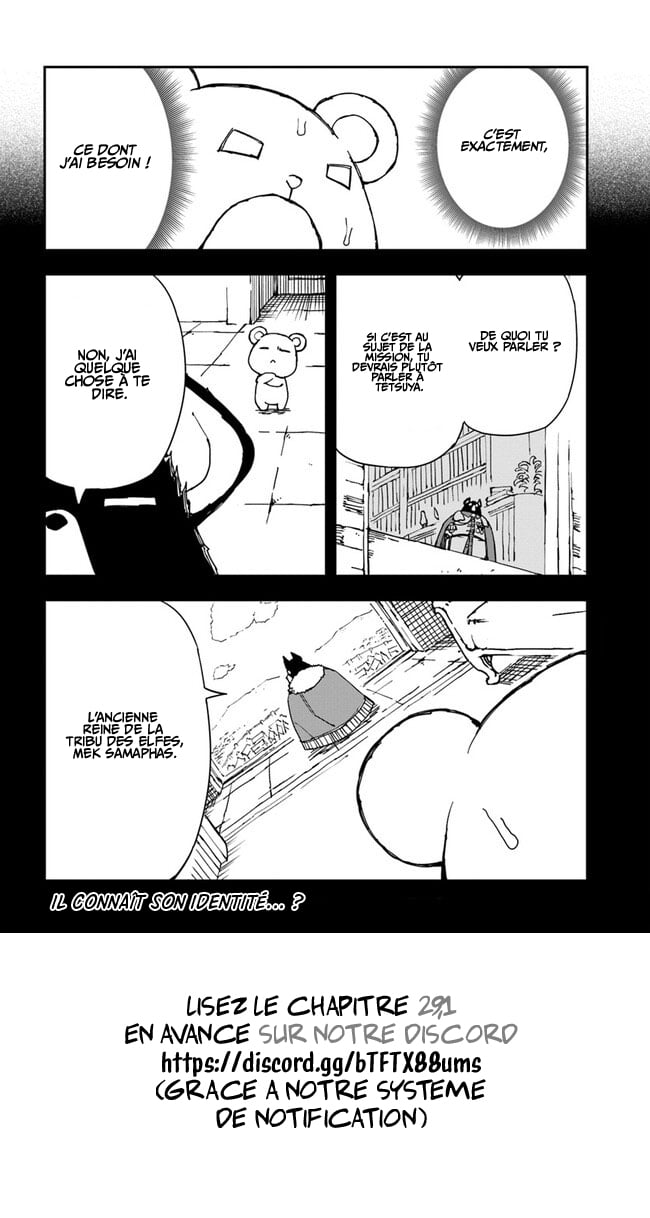 C'EST
EXACTEMENT,
CE DONT
J'AI BESOIN !
DE QUOI TU
VEUX PARLER ?
SI C'EST AU
SUJET DE LA
MISSION, TU
DEVRAIS PLUTÔT
PARLER À
TETSUYA.
NON, J'AI
QUELQUE
CHOSE À TE
DIRE.
L'ANCIENNE
REINE DE LA
TRIBU DES ELFES,
MEK SAMAPHAS.
IL CONNAÎT SON IDENTITÉ... ?
LISEZ LE CHAPITRE 29,1
EN AVANCE SUR NOTRE DISCORD
https://discord.gg/bTFTX88ums
(GRACE A NOTRE SYSTEME
DE NOTIFICATION)